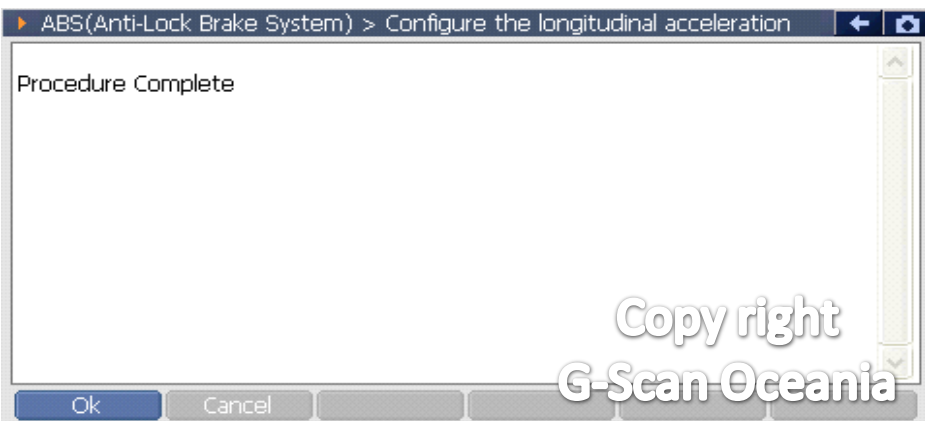 ABS(Anti-Lock Brake System) > Configure the longitudinal acceleration
Procedure Complete
Copy right
G-Scan Oceania
Ok
Cancel